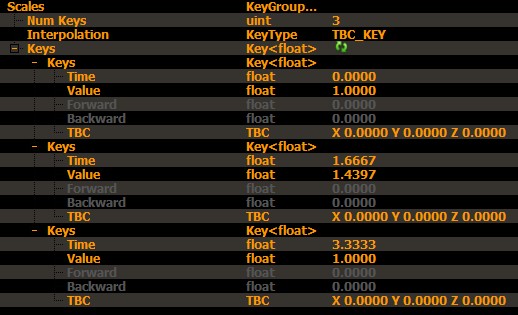 Scales KeyGroup...
Num Keys uint 3
Interpolation KeyType TBC_KEY
Keys Key<float>
Keys Key<float>
Time float 0.0000
Value float 1.0000
Forward float 0.0000
Backward float 0.0000
TBC TBC X 0.0000 Y 0.0000 Z 0.0000
Keys Key<float>
Time float 1.6667
Value float 1.4397
Forward float 0.0000
Backward float 0.0000
TBC TBC X 0.0000 Y 0.0000 Z 0.0000
Keys Key<float>
Time float 3.3333
Value float 1.0000
Forward float 0.0000
Backward float 0.0000
TBC TBC X 0.0000 Y 0.0000 Z 0.0000